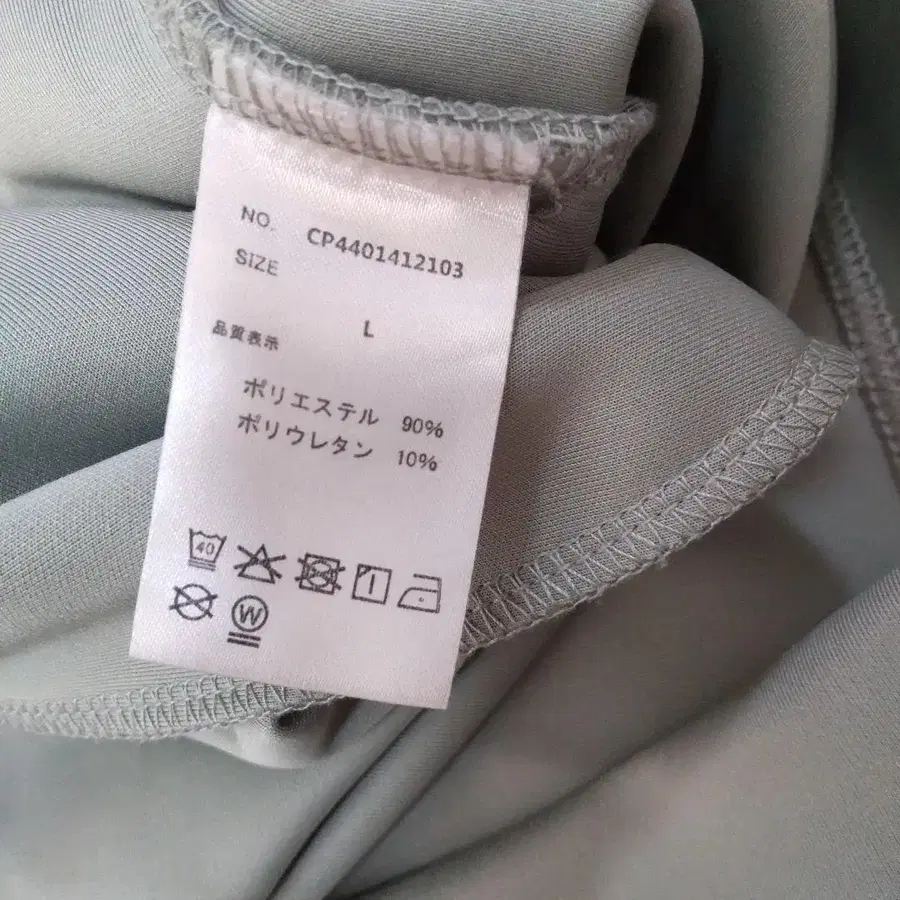 NO. CP4401412103
SIZE
L
品質表示
ポリエステル 90%
ポリウレタン 10%
40
W